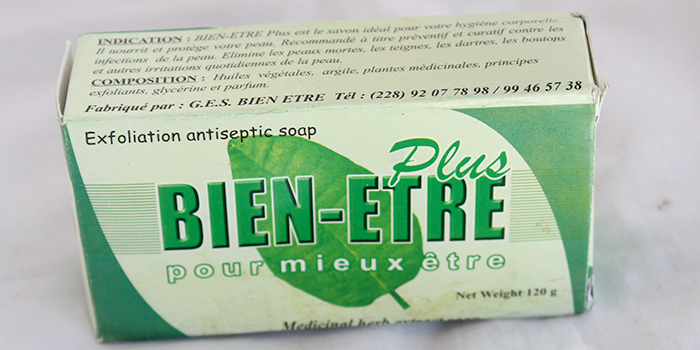 INDICATION : BIEN-ETRE Plus est le savon idéal pour votre hygiène corporelle.
Il nourrit et protège votre peau. Recommandé à titre préventif et curatif contre les
infections de la peau. Elimine les peaux mortes, les teignes, les dartres, les boutons
et autres irritations quotidiennes de la peau.
COMPOSITION : Huiles végétales, argile, plantes médicinales, principes
exfoliants, glycérine et parfum.
Fabriqué par : G.E.S. BIEN ETRE Tél : (228) 92 07 78 98 / 99 46 57 38
Exfoliation antiseptic soap
Plus
BIEN-ETRE
pour mieux être
Net Weight 120 g
Medicinal herb